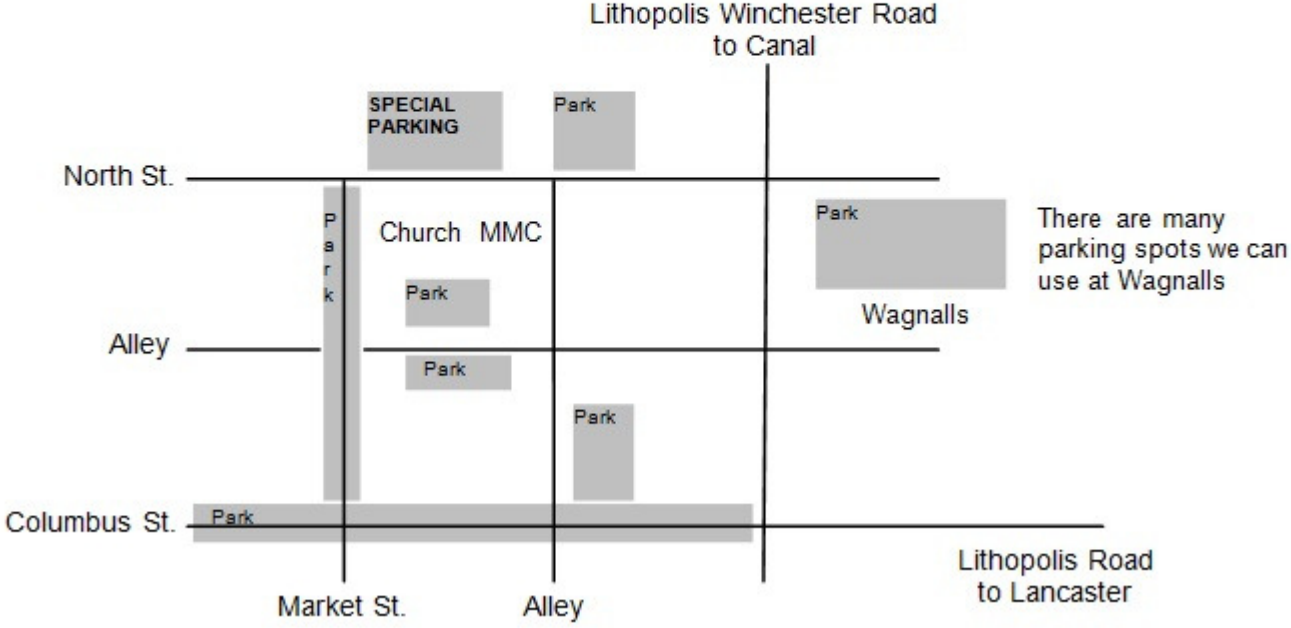 Lithopolis Winchester Road
to Canal
SPECIAL
PARKING
Park
North St.
Park
Church MMC
Park
There are many
parking spots we can
use at Wagnalls
Park
Wagnalls
Alley
Park
Park
Columbus St.
Park
Lithopolis Road
to Lancaster
Market St.
Alley